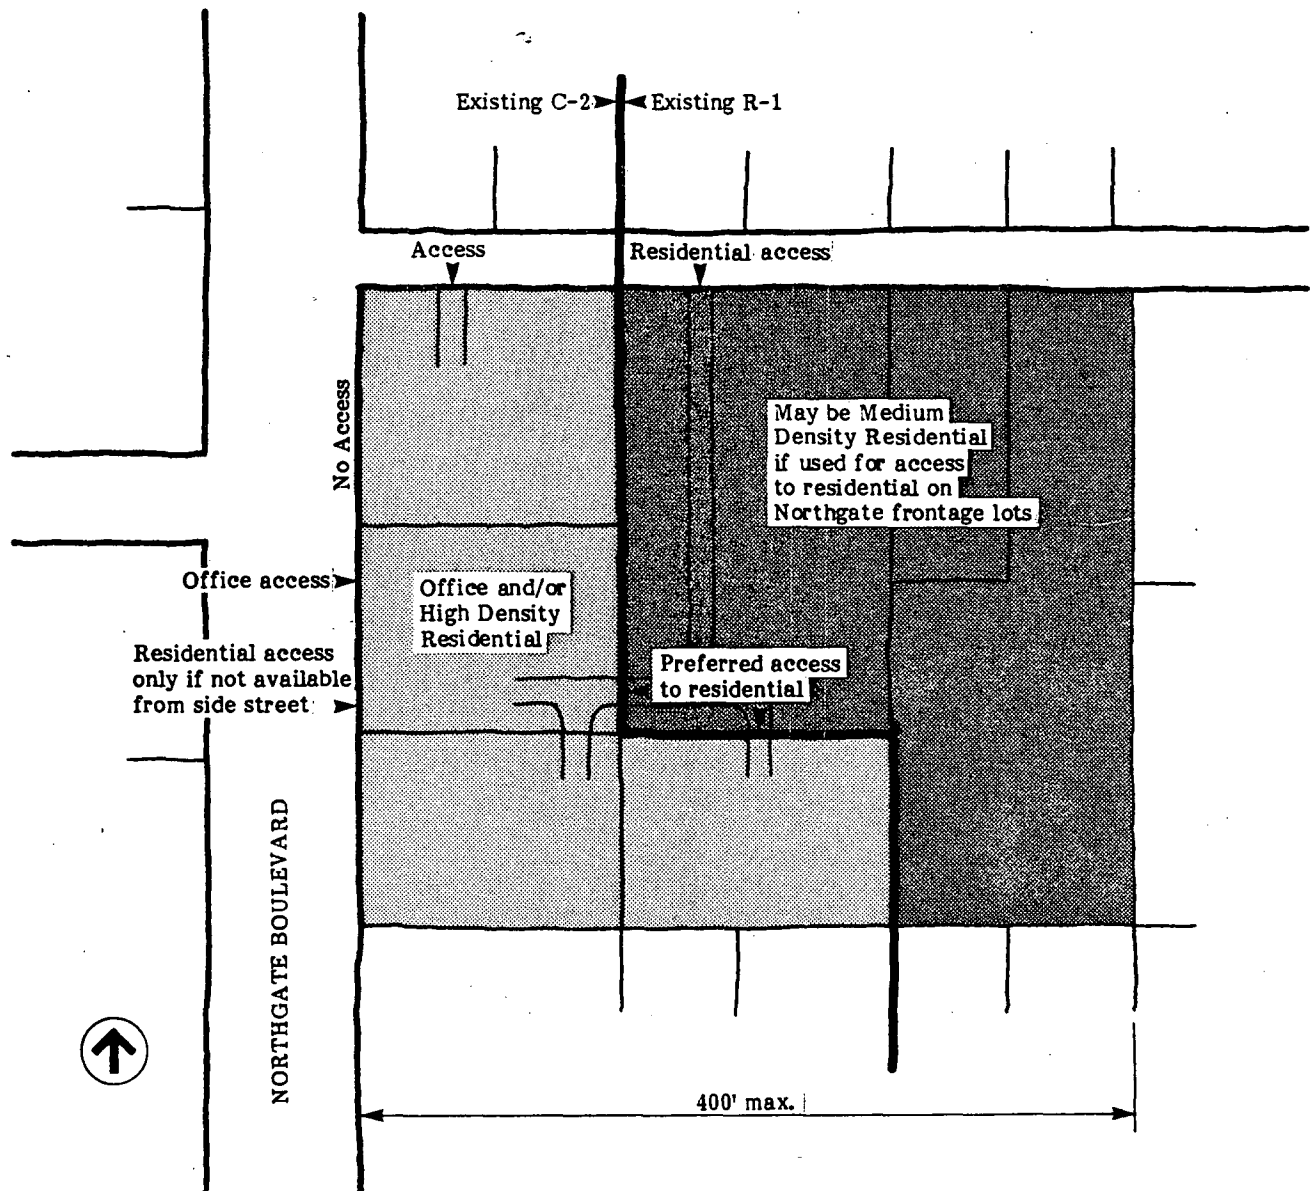 Existing C-2
Existing R-1
Access
Residential access
No Access
May be Medium
Density Residential
if used for access
to residential on
Northgate frontage lots
Office access
Office and/or
High Density
Residential
Residential access
only if not available
from side street
Preferred access
to residential
NORTHGATE BOULEVARD
400' max.